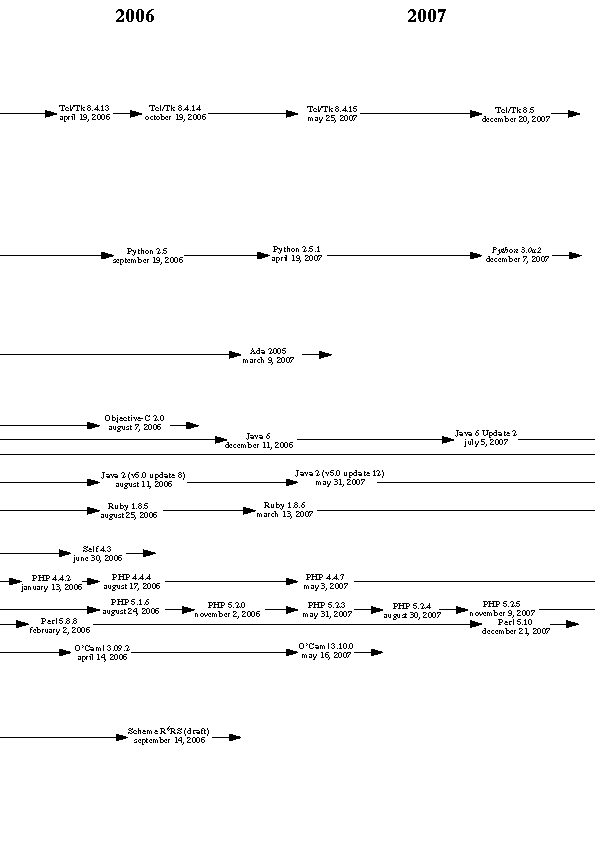 2006 2007
Tcl/Tk 8.4.13 Tcl/Tk 8.4.14 Tcl/Tk 8.4.15 Tcl/Tk 8.5
april 19, 2006 october 19, 2006 may 25, 2007 december 20, 2007
Python 2.5 Python 2.5.1 Python 3.0a2
september 19, 2006 april 19, 2007 december 7, 2007
Ada 2005
march 9, 2007
Objective-C 2.0
august 7, 2006
Java 6 Java 6 Update 2
december 11, 2006 july 5, 2007
Java 2 (v5.0 update 8) Java 2 (v5.0 update 12)
august 11, 2006 may 31, 2007
Ruby 1.8.5 Ruby 1.8.6
august 25, 2006 march 13, 2007
Self 4.3
june 30, 2006
PHP 4.4.2 PHP 4.4.4 PHP 4.4.7
january 13, 2006 august 17, 2006 may 3, 2007
PHP 5.1.6 PHP 5.2.0 PHP 5.2.3 PHP 5.2.4 PHP 5.2.5
august 24, 2006 november 2, 2006 may 31, 2007 august 30, 2007 november 9, 2007
Perl 5.8.8 Perl 5.10
february 2, 2006 december 21, 2007
O'Caml 3.09.2 O'Caml 3.10.0
april 14, 2006 may 16, 2007
Scheme R⁶RS (draft)
september 14, 2006